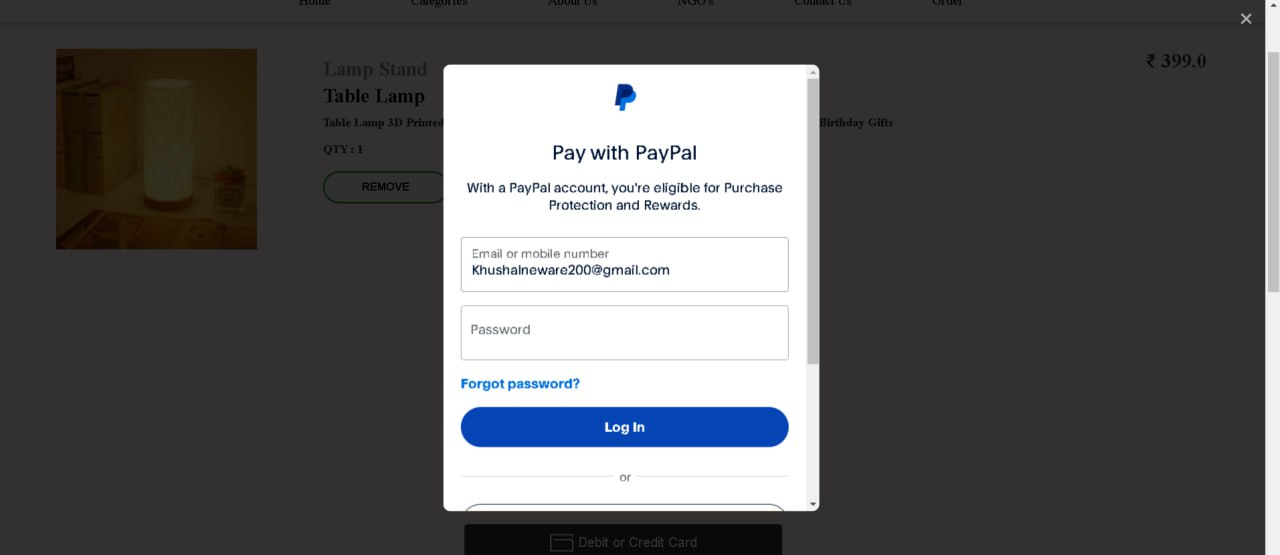 Home Categories About Us NGO's Contact Us Order
Lamp Stand
₹ 399.0
Table Lamp
Table Lamp 3D Printed
Birthday Gifts
QTY : 1
REMOVE
Pay with PayPal
With a PayPal account, you're eligible for Purchase
Protection and Rewards.
Email or mobile number
Khushalneware200@gmail.com
Password
Forgot password?
Log In
or
Debit or Credit Card